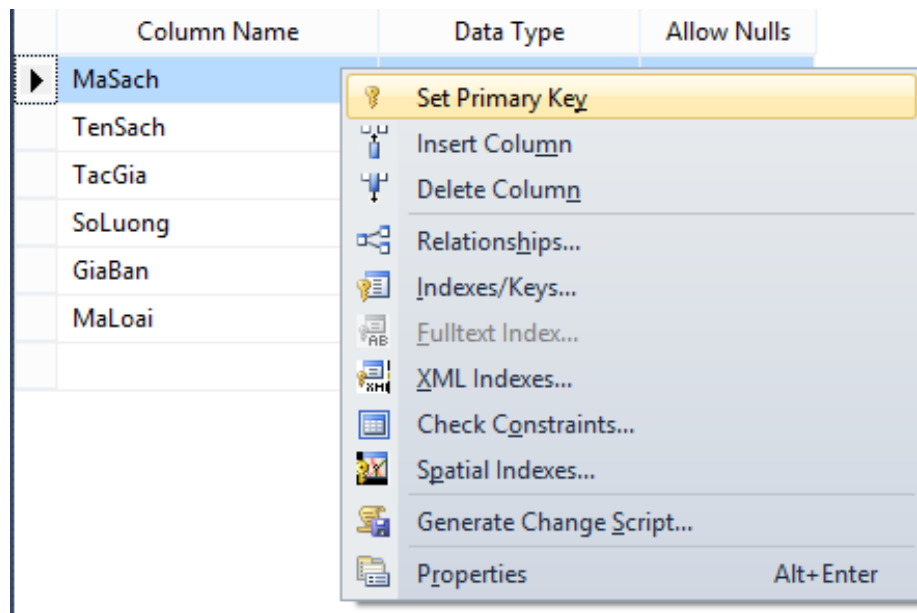 Column Name Data Type Allow Nulls
MaSach
TenSach
TacGia
SoLuong
GiaBan
MaLoai
Set Primary Key
Insert Column
Delete Column
Relationships...
Indexes/Keys...
Fulltext Index...
XML Indexes...
Check Constraints...
Spatial Indexes...
Generate Change Script...
Properties Alt+Enter